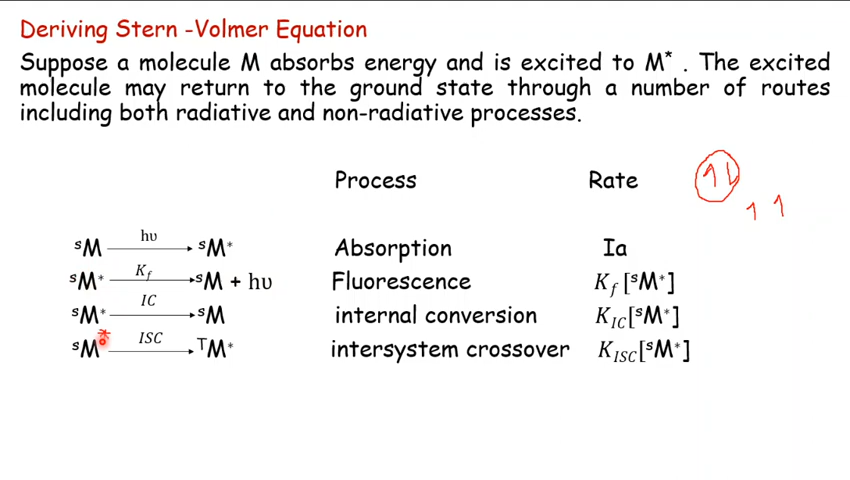 Deriving Stern -Volmer Equation
Suppose a molecule M absorbs energy and is excited to M* . The excited
molecule may return to the ground state through a number of routes
including both radiative and non-radiative processes.
Process Rate
ˢM hυ → ˢM* Absorption Ia
ˢM* K_f → ˢM + hυ Fluorescence K_f [ˢM*]
ˢM* IC → ˢM internal conversion K_IC[ˢM*]
ˢM* ISC → ᵀM* intersystem crossover K_ISC[ˢM*]